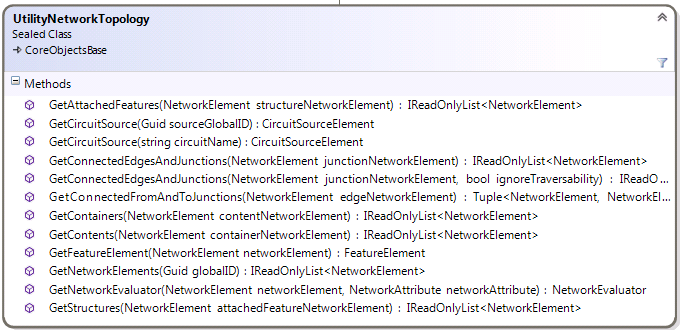 UtilityNetworkTopology
Sealed Class
CoreObjectsBase
Methods
GetAttachedFeatures(NetworkElement structureNetworkElement) : IReadOnlyList<NetworkElement>
GetCircuitSource(Guid sourceGlobalID) : CircuitSourceElement
GetCircuitSource(string circuitName) : CircuitSourceElement
GetConnectedEdgesAndJunctions(NetworkElement junctionNetworkElement) : IReadOnlyList<NetworkElement>
GetConnectedEdgesAndJunctions(NetworkElement junctionNetworkElement, bool ignoreTraversability) : IReadO...
GetConnectedFromAndToJunctions(NetworkElement edgeNetworkElement) : Tuple<NetworkElement, NetworkEl...
GetContainers(NetworkElement contentNetworkElement) : IReadOnlyList<NetworkElement>
GetContents(NetworkElement containerNetworkElement) : IReadOnlyList<NetworkElement>
GetFeatureElement(NetworkElement networkElement) : FeatureElement
GetNetworkElements(Guid globalID) : IReadOnlyList<NetworkElement>
GetNetworkEvaluator(NetworkElement networkElement, NetworkAttribute networkAttribute) : NetworkEvaluator
GetStructures(NetworkElement attachedFeatureNetworkElement) : IReadOnlyList<NetworkElement>